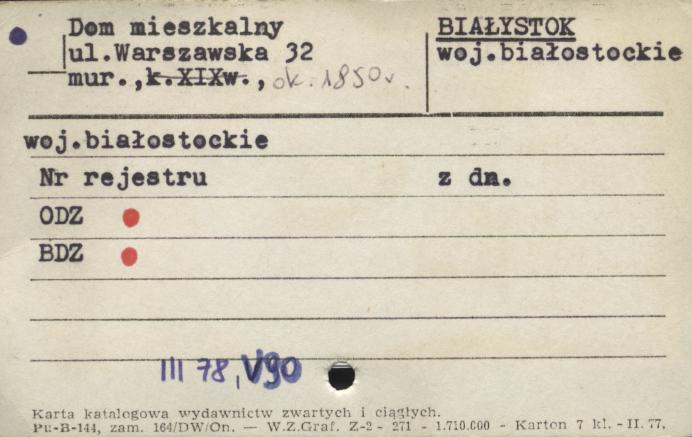 Dom mieszkalny
ul.Warszawska 32
mur.,k.XIXw., ok. 1850r.
BIAŁYSTOK
woj.białostockie
woj.białostockie
Nr rejestru z dn.
ODZ
BDZ
III 78, V90
Karta katalogowa wydawnictw zwartych i ciągłych.
Pu-B-144, zam. 164/DW/On. — W.Z.Graf. Z-2 - 271 - 1.710.000 - Karton 7 kl. - II. 77.